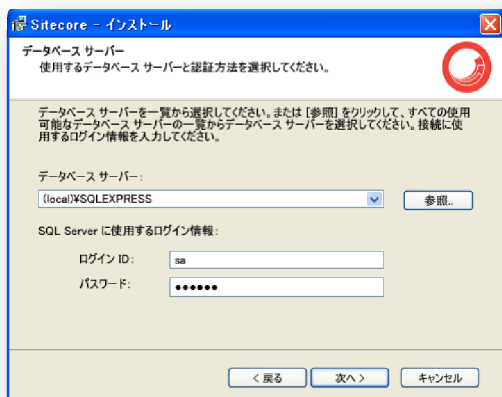 Sitecore - インストール
データベース サーバー
使用するデータベース サーバーと認証方法を選択してください。
データベース サーバーを一覧から選択してください。または [参照] をクリックして、すべての使用
可能なデータベース サーバーの一覧からデータベース サーバーを選択してください。接続に使
用するログイン情報を入力してください。
データベース サーバー:
(local)¥SQLEXPRESS
参照..
SQL Server に使用するログイン情報:
ログイン ID:
sa
パスワード:
●●●●●●
< 戻る
次へ >
キャンセル